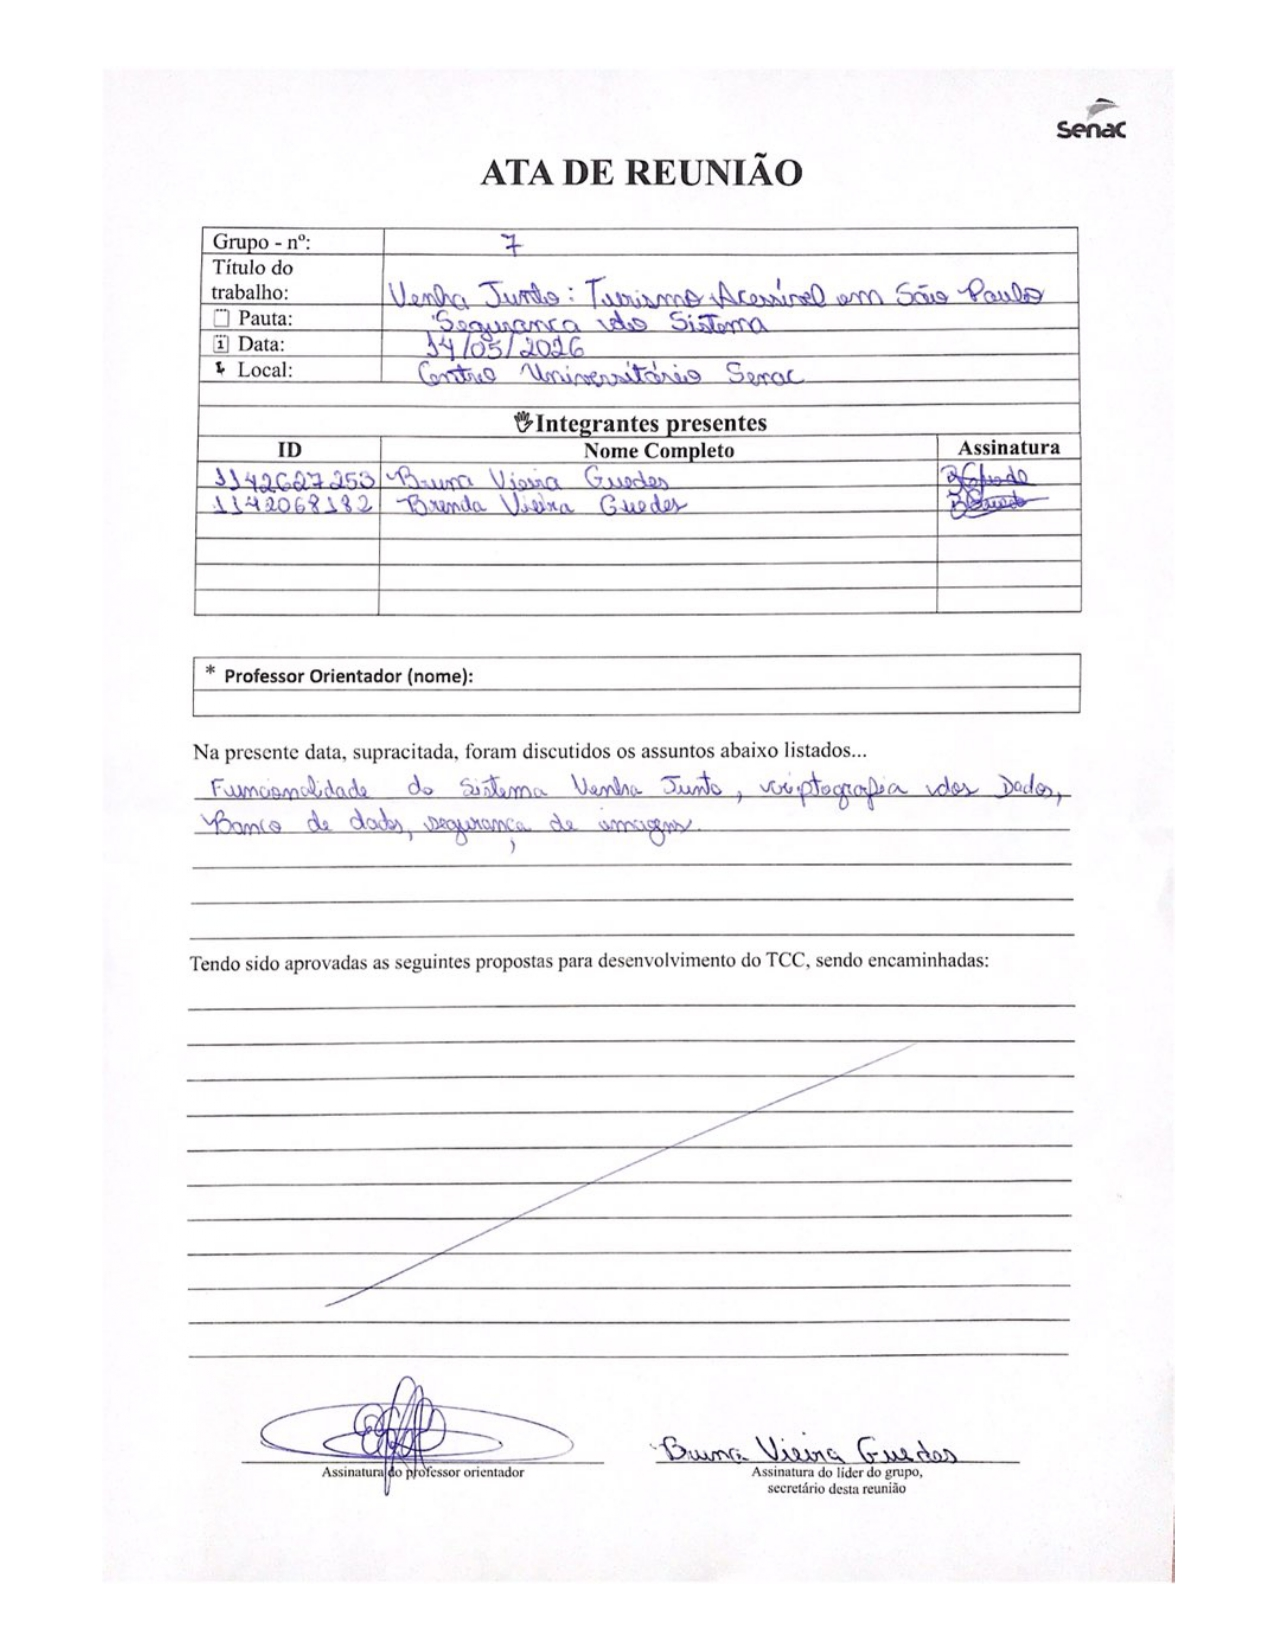 Senac
ATA DE REUNIÃO
Grupo - nº: 7
Título do trabalho: Venha Junto: Turismo Acessível em São Paulo
Pauta: Segurança do Sistema
Data: 14/05/2026
Local: Centro Universitário Senac
Integrantes presentes
ID Nome Completo Assinatura
1142627253 Bruna Vieira Guedes
1142068182 Brenda Vieira Guedes
* Professor Orientador (nome):
Na presente data, supracitada, foram discutidos os assuntos abaixo listados...
Funcionalidade do Sistema Venha Junto, criptografia dos Dados,
Banco de dados, segurança de imagens.
Tendo sido aprovadas as seguintes propostas para desenvolvimento do TCC, sendo encaminhadas:
Bruna Vieira Guedes
Assinatura do professor orientador Assinatura do líder do grupo,
secretário desta reunião